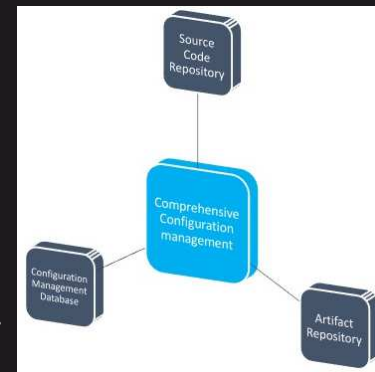 Source
Code
Repository
Comprehensive
Configuration
management
Configuration
Management
Database
Artifact
Repository